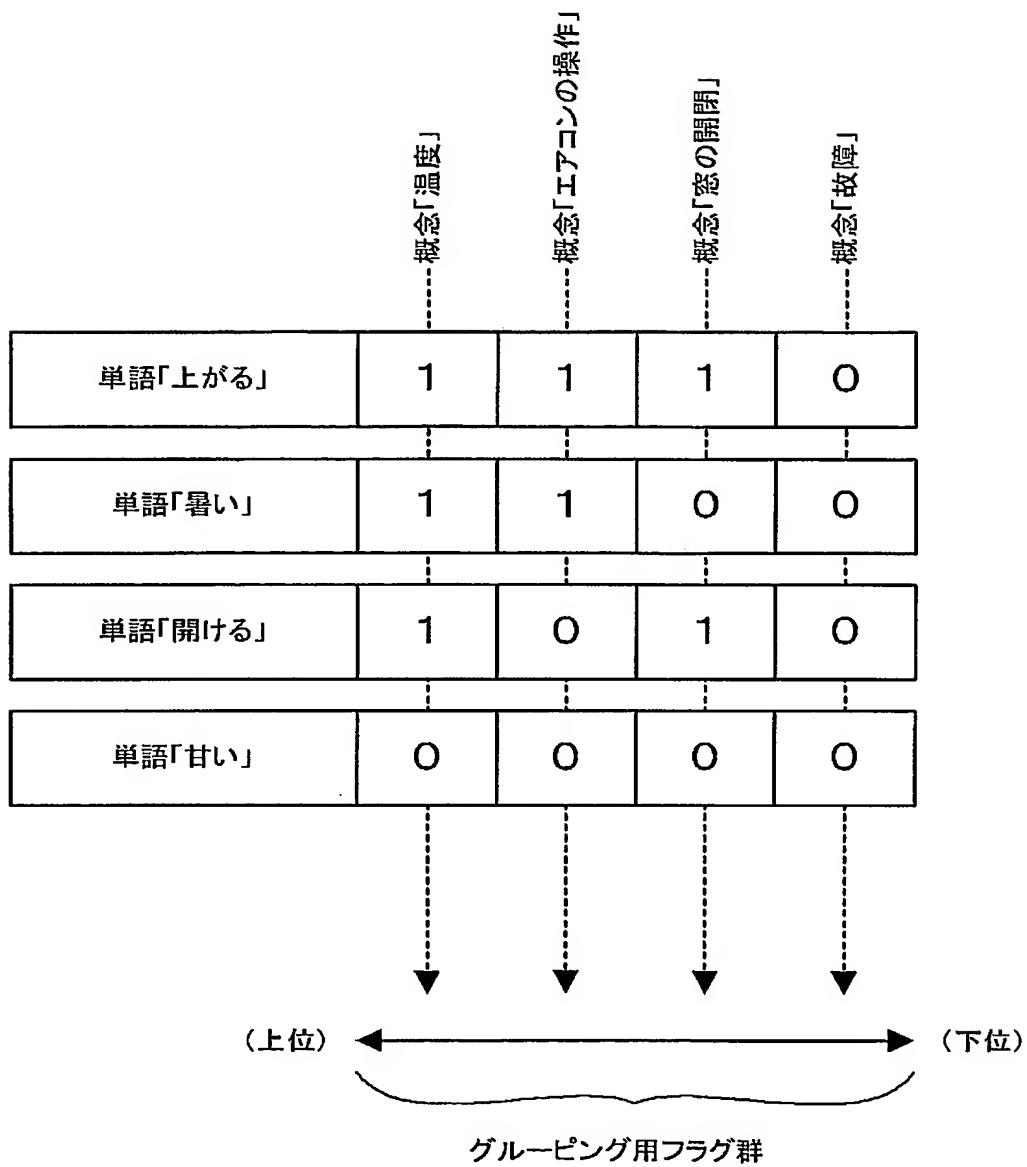 概念「温度」
概念「エアコンの操作」
概念「窓の開閉」
概念「故障」
単語「上がる」 1 1 1 0
単語「暑い」 1 1 0 0
単語「開ける」 1 0 1 0
単語「甘い」 0 0 0 0
(上位) (下位)
グルーピング用フラグ群